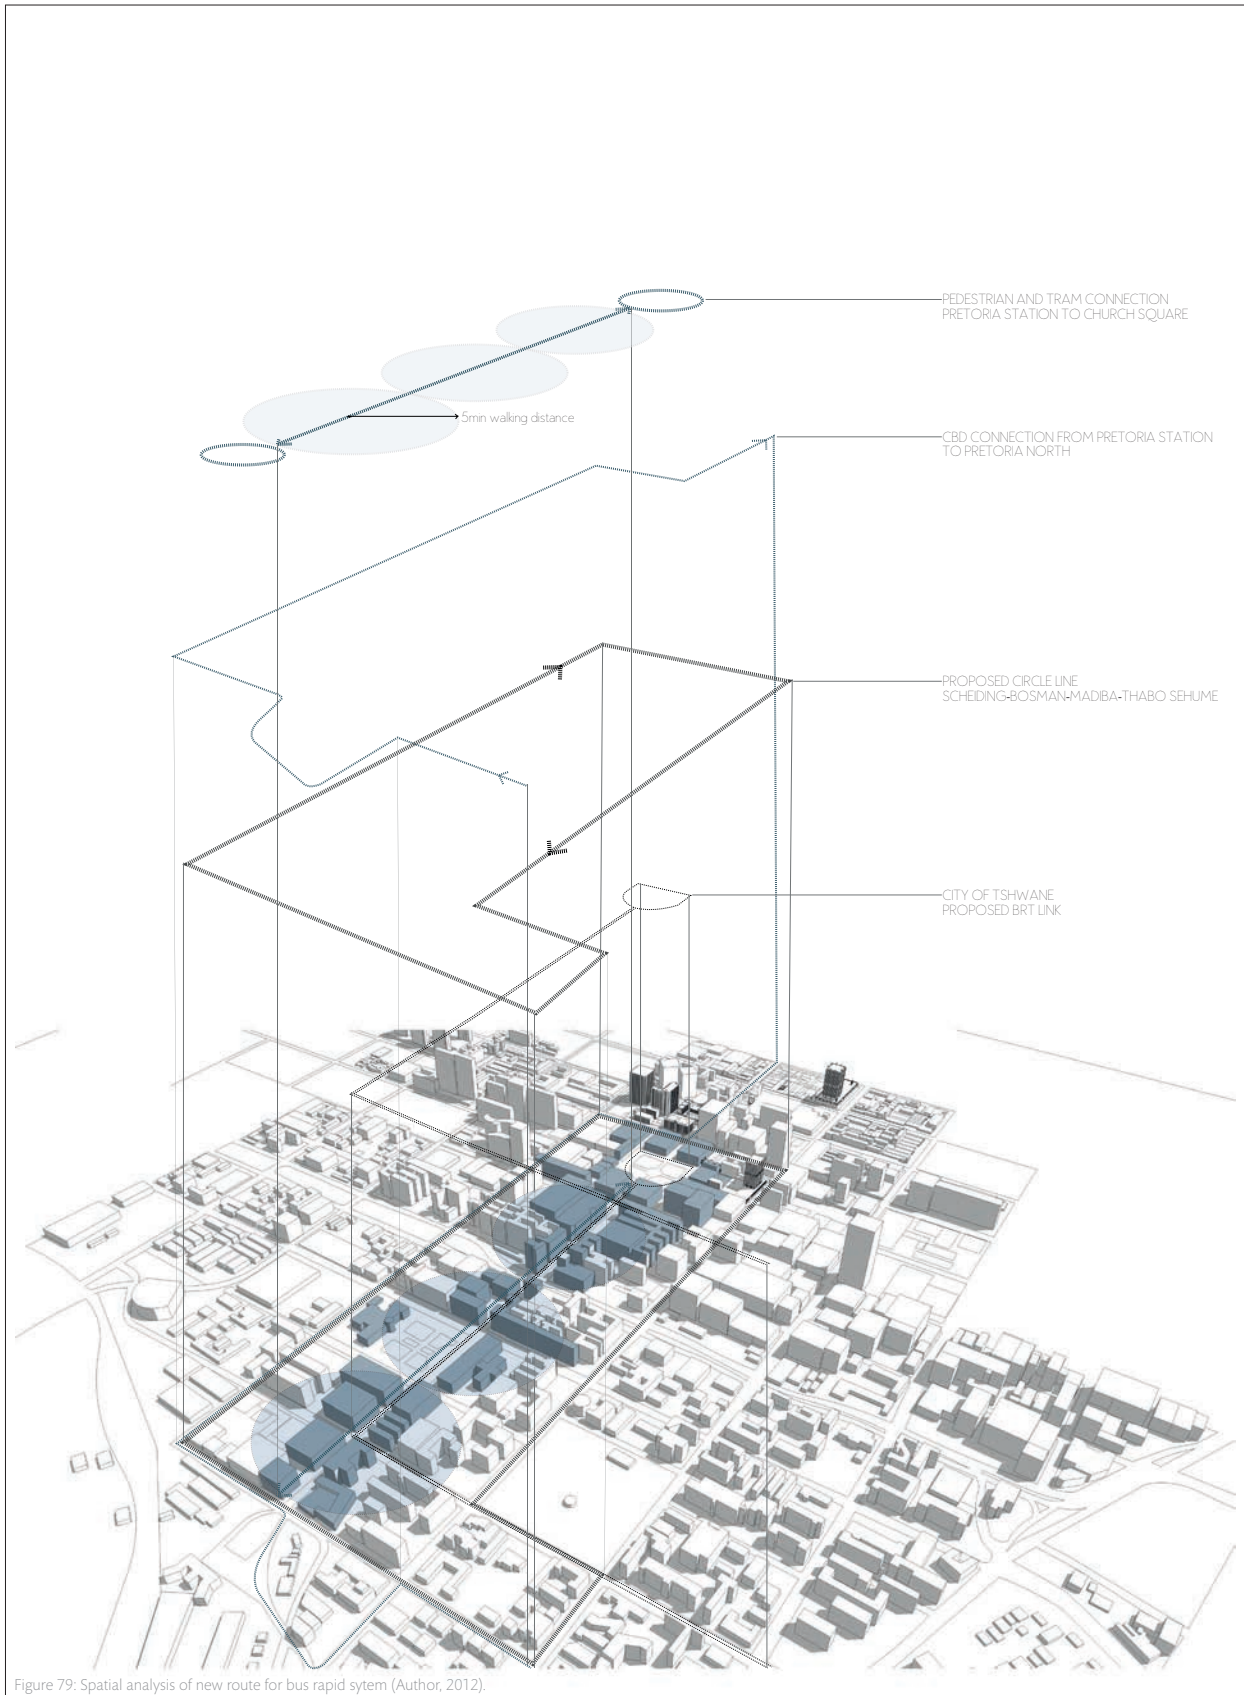 PEDESTRIAN AND TRAM CONNECTION
PRETORIA STATION TO CHURCH SQUARE
5min walking distance
CBD CONNECTION FROM PRETORIA STATION
TO PRETORIA NORTH
PROPOSED CIRCLE LINE
SCHEIDING-BOSMAN-MADIBA-THABO SEHUME
CITY OF TSHWANE
PROPOSED BRT LINK
Figure 79: Spatial analysis of new route for bus rapid sytem (Author, 2012).